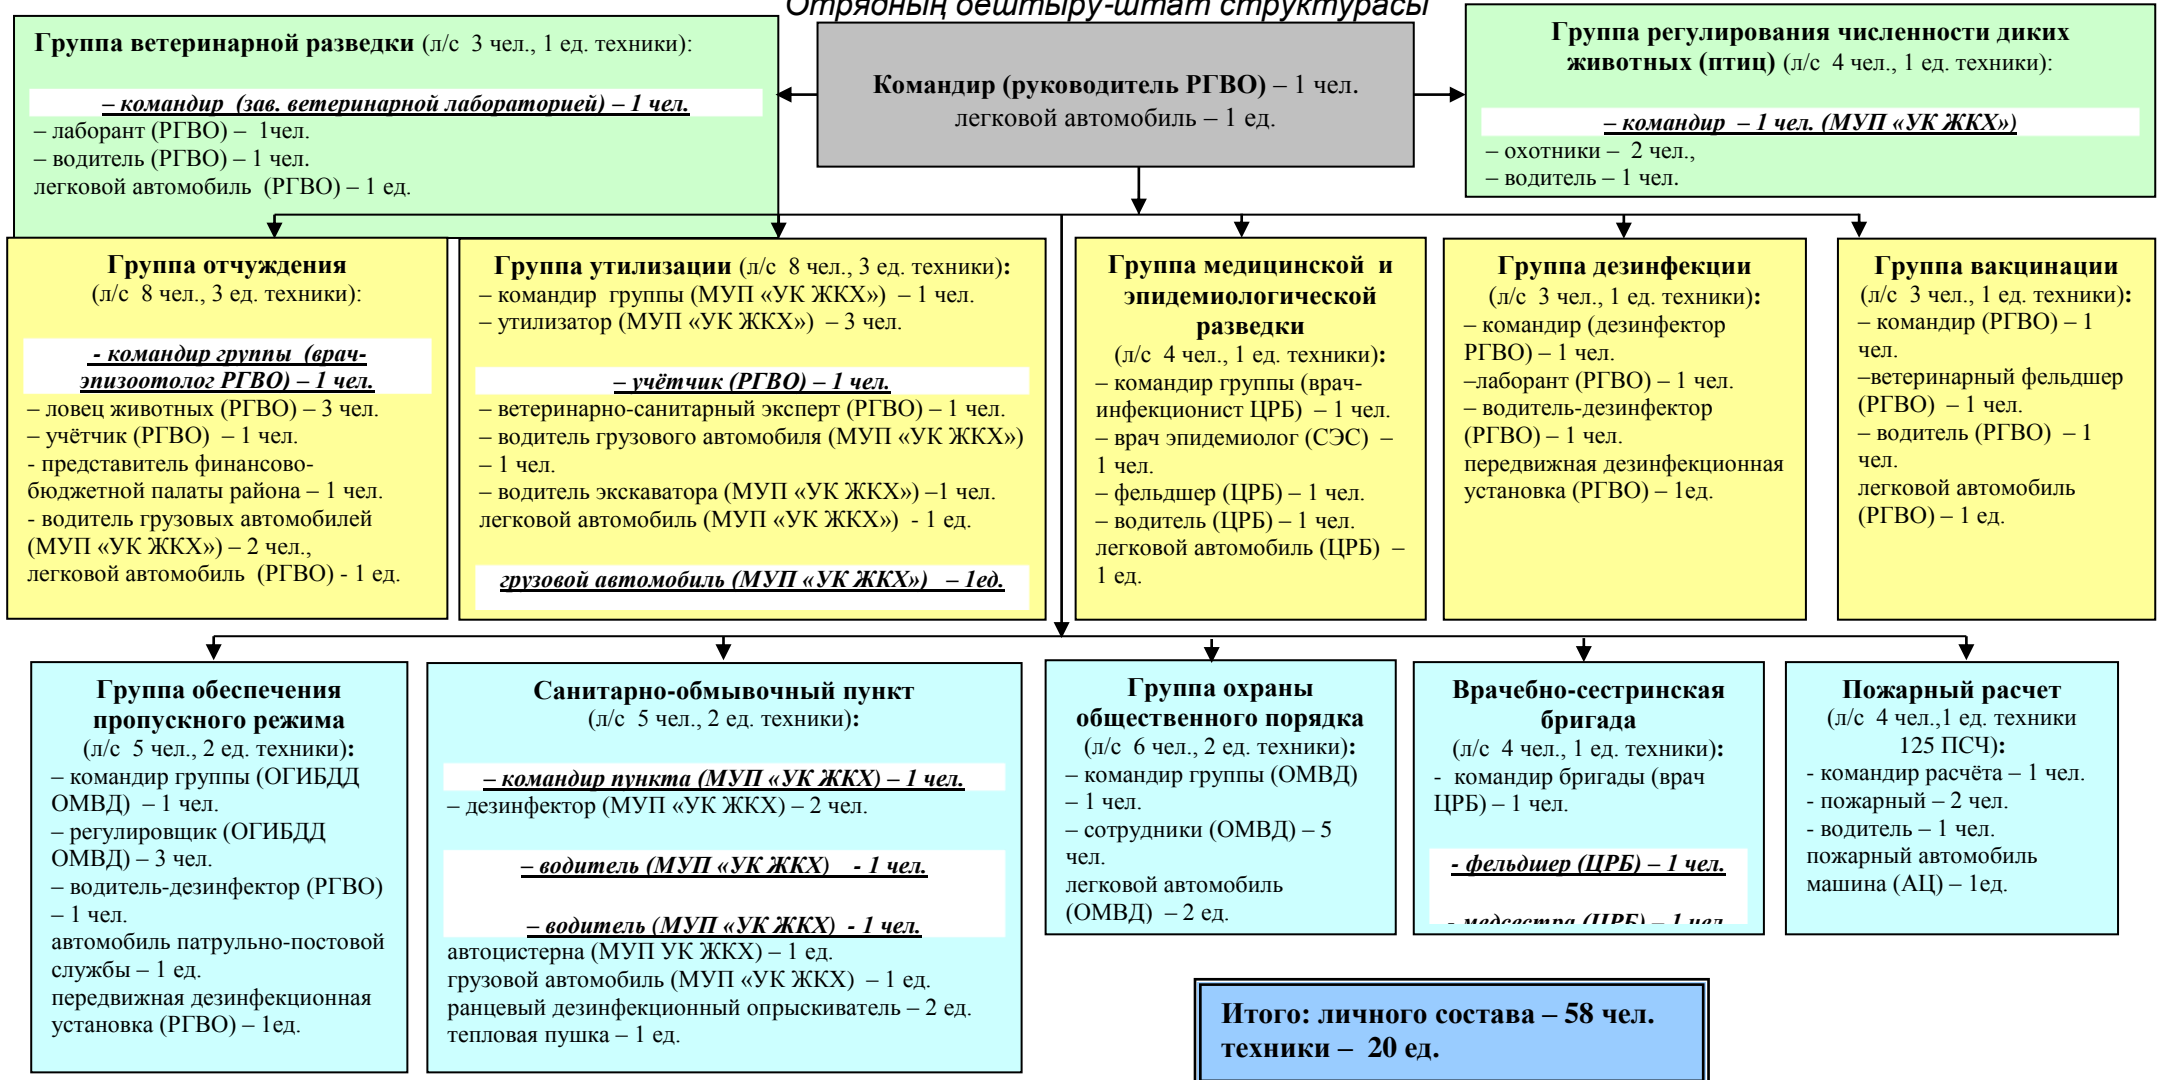 Отрядның оештыру-штат структурасы
Группа ветеринарной разведки (л/с 3 чел., 1 ед. техники):
– командир (зав. ветеринарной лабораторией) – 1 чел.
– лаборант (РГВО) – 1чел.
– водитель (РГВО) – 1 чел.
легковой автомобиль (РГВО) – 1 ед.
Командир (руководитель РГВО) – 1 чел.
легковой автомобиль – 1 ед.
Группа регулирования численности диких
животных (птиц) (л/с 4 чел., 1 ед. техники):
– командир – 1 чел. (МУП «УК ЖКХ»)
– охотники – 2 чел.,
– водитель – 1 чел.
Группа отчуждения
(л/с 8 чел., 3 ед. техники):
- командир группы (врач-
эпизоотолог РГВО) – 1 чел.
– ловец животных (РГВО) – 3 чел.
– учётчик (РГВО) – 1 чел.
- представитель финансово-
бюджетной палаты района – 1 чел.
- водитель грузовых автомобилей
(МУП «УК ЖКХ») – 2 чел.,
легковой автомобиль (РГВО) - 1 ед.
Группа утилизации (л/с 8 чел., 3 ед. техники):
– командир группы (МУП «УК ЖКХ») – 1 чел.
– утилизатор (МУП «УК ЖКХ») – 3 чел.
– учётчик (РГВО) – 1 чел.
– ветеринарно-санитарный эксперт (РГВО) – 1 чел.
– водитель грузового автомобиля (МУП «УК ЖКХ»)
– 1 чел.
– водитель экскаватора (МУП «УК ЖКХ») –1 чел.
легковой автомобиль (МУП «УК ЖКХ») - 1 ед.
грузовой автомобиль (МУП «УК ЖКХ») – 1ед.
Группа медицинской и
эпидемиологической
разведки
(л/с 4 чел., 1 ед. техники):
– командир группы (врач-
инфекционист ЦРБ) – 1 чел.
– врач эпидемиолог (СЭС) –
1 чел.
– фельдшер (ЦРБ) – 1 чел.
– водитель (ЦРБ) – 1 чел.
легковой автомобиль (ЦРБ) –
1 ед.
Группа дезинфекции
(л/с 3 чел., 1 ед. техники):
– командир (дезинфектор
РГВО) – 1 чел.
–лаборант (РГВО) – 1 чел.
– водитель-дезинфектор
(РГВО) – 1 чел.
передвижная дезинфекционная
установка (РГВО) – 1ед.
Группа вакцинации
(л/с 3 чел., 1 ед. техники):
– командир (РГВО) – 1
чел.
–ветеринарный фельдшер
(РГВО) – 1 чел.
– водитель (РГВО) – 1
чел.
легковой автомобиль
(РГВО) – 1 ед.
Группа обеспечения
пропускного режима
(л/с 5 чел., 2 ед. техники):
– командир группы (ОГИБДД
ОМВД) – 1 чел.
– регулировщик (ОГИБДД
ОМВД) – 3 чел.
– водитель-дезинфектор (РГВО)
– 1 чел.
автомобиль патрульно-постовой
службы – 1 ед.
передвижная дезинфекционная
установка (РГВО) – 1ед.
Санитарно-обмывочный пункт
(л/с 5 чел., 2 ед. техники):
– командир пункта (МУП «УК ЖКХ) – 1 чел.
– дезинфектор (МУП «УК ЖКХ) – 2 чел.
– водитель (МУП «УК ЖКХ) - 1 чел.
– водитель (МУП «УК ЖКХ) - 1 чел.
автоцистерна (МУП УК ЖКХ) – 1 ед.
грузовой автомобиль (МУП «УК ЖКХ) – 1 ед.
ранцевый дезинфекционный опрыскиватель – 2 ед.
тепловая пушка – 1 ед.
Группа охраны
общественного порядка
(л/с 6 чел., 2 ед. техники):
– командир группы (ОМВД)
– 1 чел.
– сотрудники (ОМВД) – 5
чел.
легковой автомобиль
(ОМВД) – 2 ед.
Врачебно-сестринская
бригада
(л/с 4 чел., 1 ед. техники):
- командир бригады (врач
ЦРБ) – 1 чел.
- фельдшер (ЦРБ) – 1 чел.
- медсестра (ЦРБ) – 1 чел
Пожарный расчет
(л/с 4 чел.,1 ед. техники
125 ПСЧ):
- командир расчёта – 1 чел.
- пожарный – 2 чел.
- водитель – 1 чел.
пожарный автомобиль
машина (АЦ) – 1ед.
Итого: личного состава – 58 чел.
техники – 20 ед.